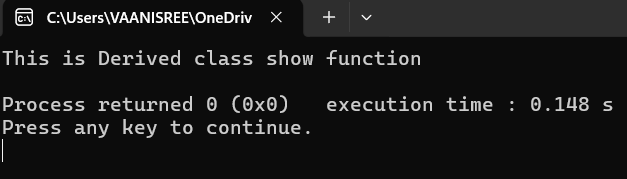 C:\Users\VAANISREE\OneDriv
This is Derived class show function
Process returned 0 (0x0)   execution time : 0.148 s
Press any key to continue.